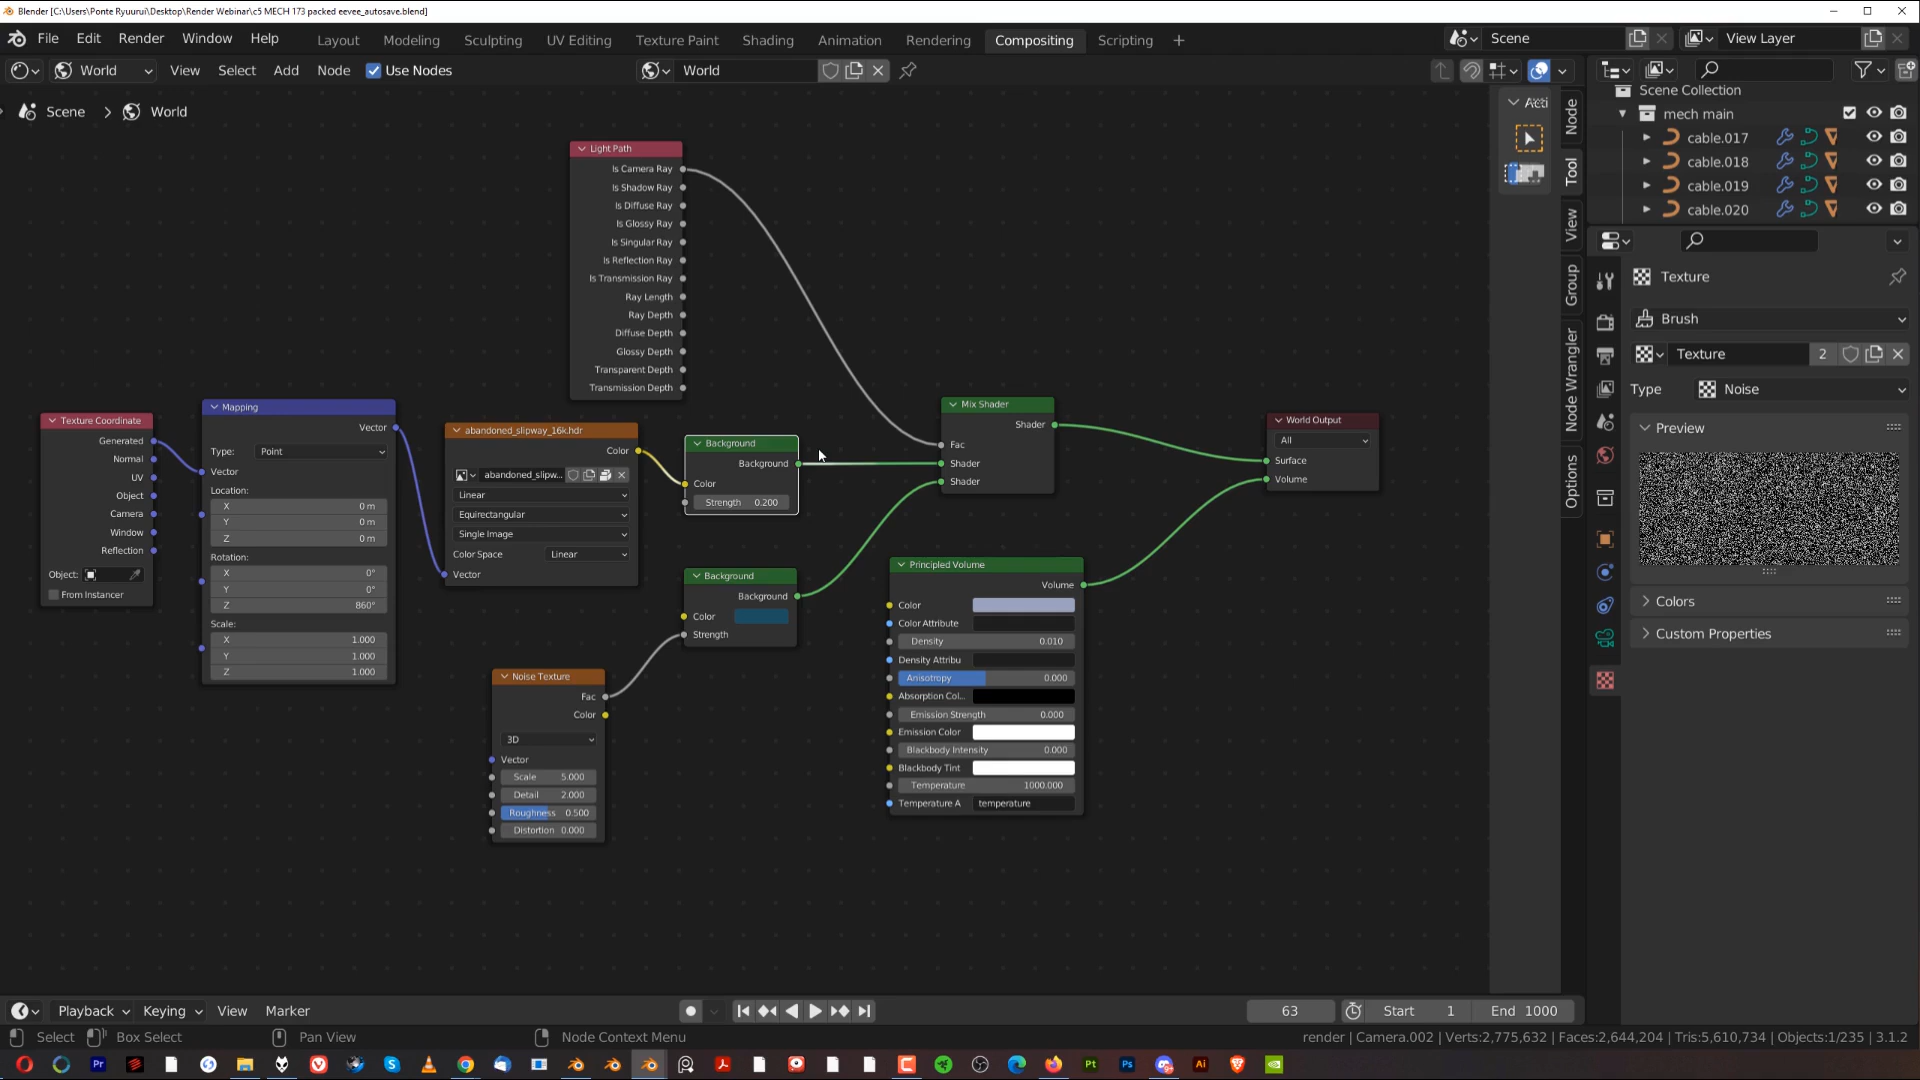 Blender [C:\Users\Ponte Ryuurui\Desktop\Render Webinar\c5 MECH 173 packed eevee_autosave.blend]
File Edit Render Window Help
Layout Modeling Sculpting UV Editing Texture Paint Shading Animation Rendering Compositing Scripting +
Scene
View Layer
World
View Select Add Node Use Nodes
World
Scene > World
Scene Collection
mech main
cable.017
cable.018
cable.019
cable.020
Node
Tool
View
Group
Node Wrangler
Options
Light Path
Is Camera Ray
Is Shadow Ray
Is Diffuse Ray
Is Glossy Ray
Is Singular Ray
Is Reflection Ray
Is Transmission Ray
Ray Length
Ray Depth
Diffuse Depth
Glossy Depth
Transparent Depth
Transmission Depth
Texture Coordinate
Generated
Normal
UV
Object
Camera
Window
Reflection
Object:
From Instancer
Mapping
Vector
Type: Point
Vector
Location:
X 0 m
Y 0 m
Z 0 m
Rotation:
X 0°
Y 0°
Z 860°
Scale:
X 1.000
Y 1.000
Z 1.000
abandoned_slipway_16k.hdr
Color
abandoned_slipw...
Linear
Equirectangular
Single Image
Color Space Linear
Vector
Background
Background
Color
Strength 0.200
Background
Background
Color
Strength
Noise Texture
Fac
Color
3D
Vector
Scale 5.000
Detail 2.000
Roughness 0.500
Distortion 0.000
Mix Shader
Shader
Fac
Shader
Shader
Principled Volume
Volume
Color
Color Attribute
Density 0.010
Density Attribu
Anisotropy 0.000
Absorption Col...
Emission Strength 0.000
Emission Color
Blackbody Intensity 0.000
Blackbody Tint
Temperature 1000.000
Temperature A temperature
World Output
All
Surface
Volume
Texture
Brush
Texture 2
Type Noise
Preview
Colors
Custom Properties
Playback Keying View Marker
63 Start 1 End 1000
Select Box Select Pan View Node Context Menu
render | Camera.002 | Verts:2,775,632 | Faces:2,644,204 | Tris:5,610,734 | Objects:1/235 | 3.1.2
Pr
Pt
Ps
Ai